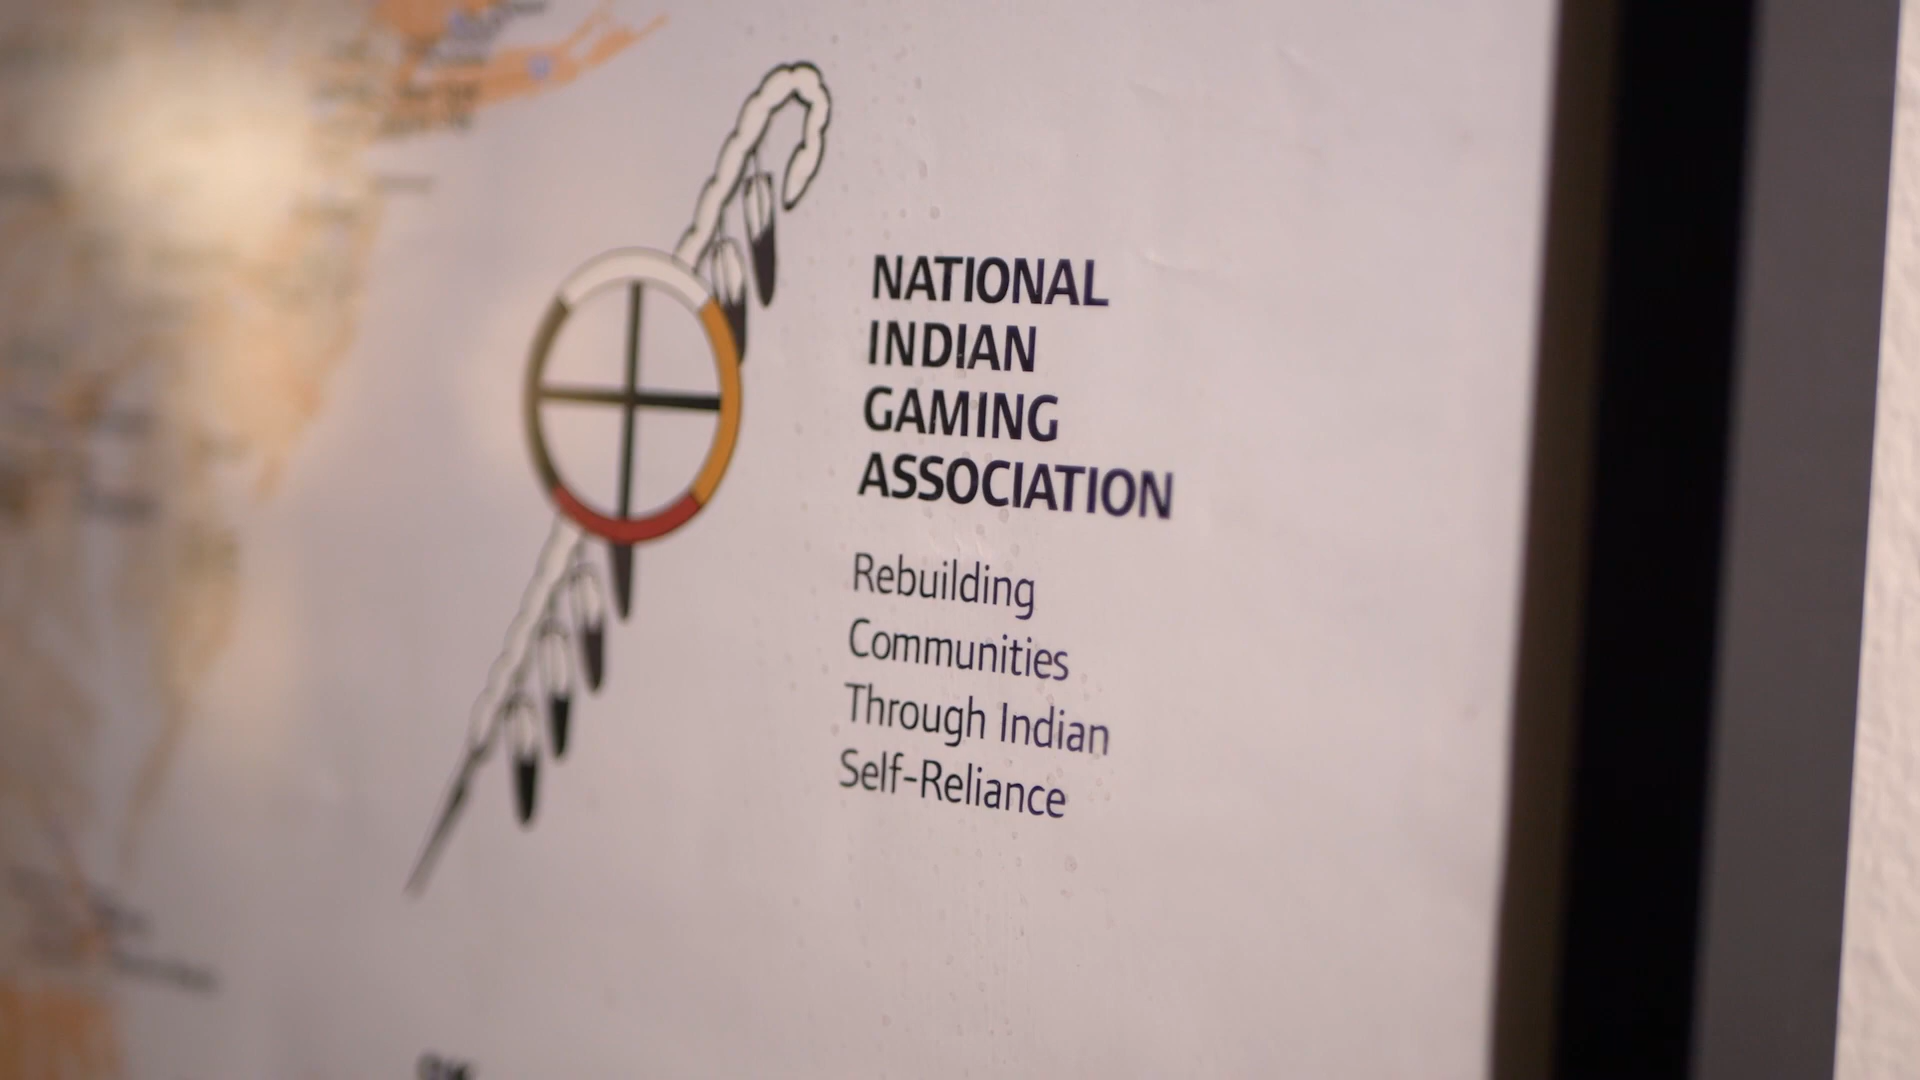 NATIONAL
INDIAN
GAMING
ASSOCIATION
Rebuilding
Communities
Through Indian
Self-Reliance